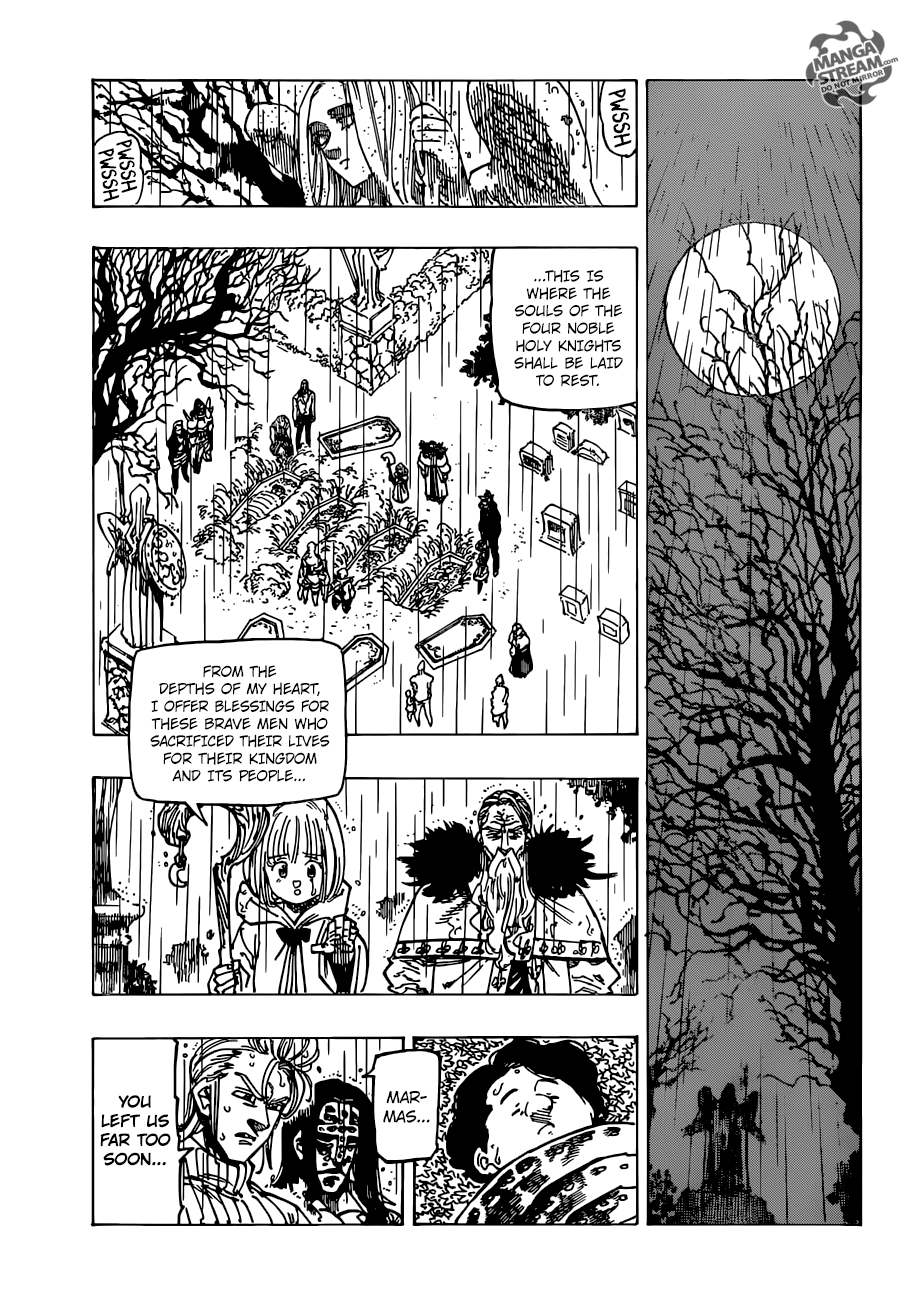 MANGA
STREAM.com
DO NOT MIRROR
PWSSH
PWSSH
PWSSH
...THIS IS
WHERE THE
SOULS OF THE
FOUR NOBLE
HOLY KNIGHTS
SHALL BE LAID
TO REST.
FROM THE
DEPTHS OF MY HEART,
I OFFER BLESSINGS FOR
THESE BRAVE MEN WHO
SACRIFICED THEIR LIVES
FOR THEIR KINGDOM
AND ITS PEOPLE...
MAR-
MAS...
YOU
LEFT US
FAR TOO
SOON...